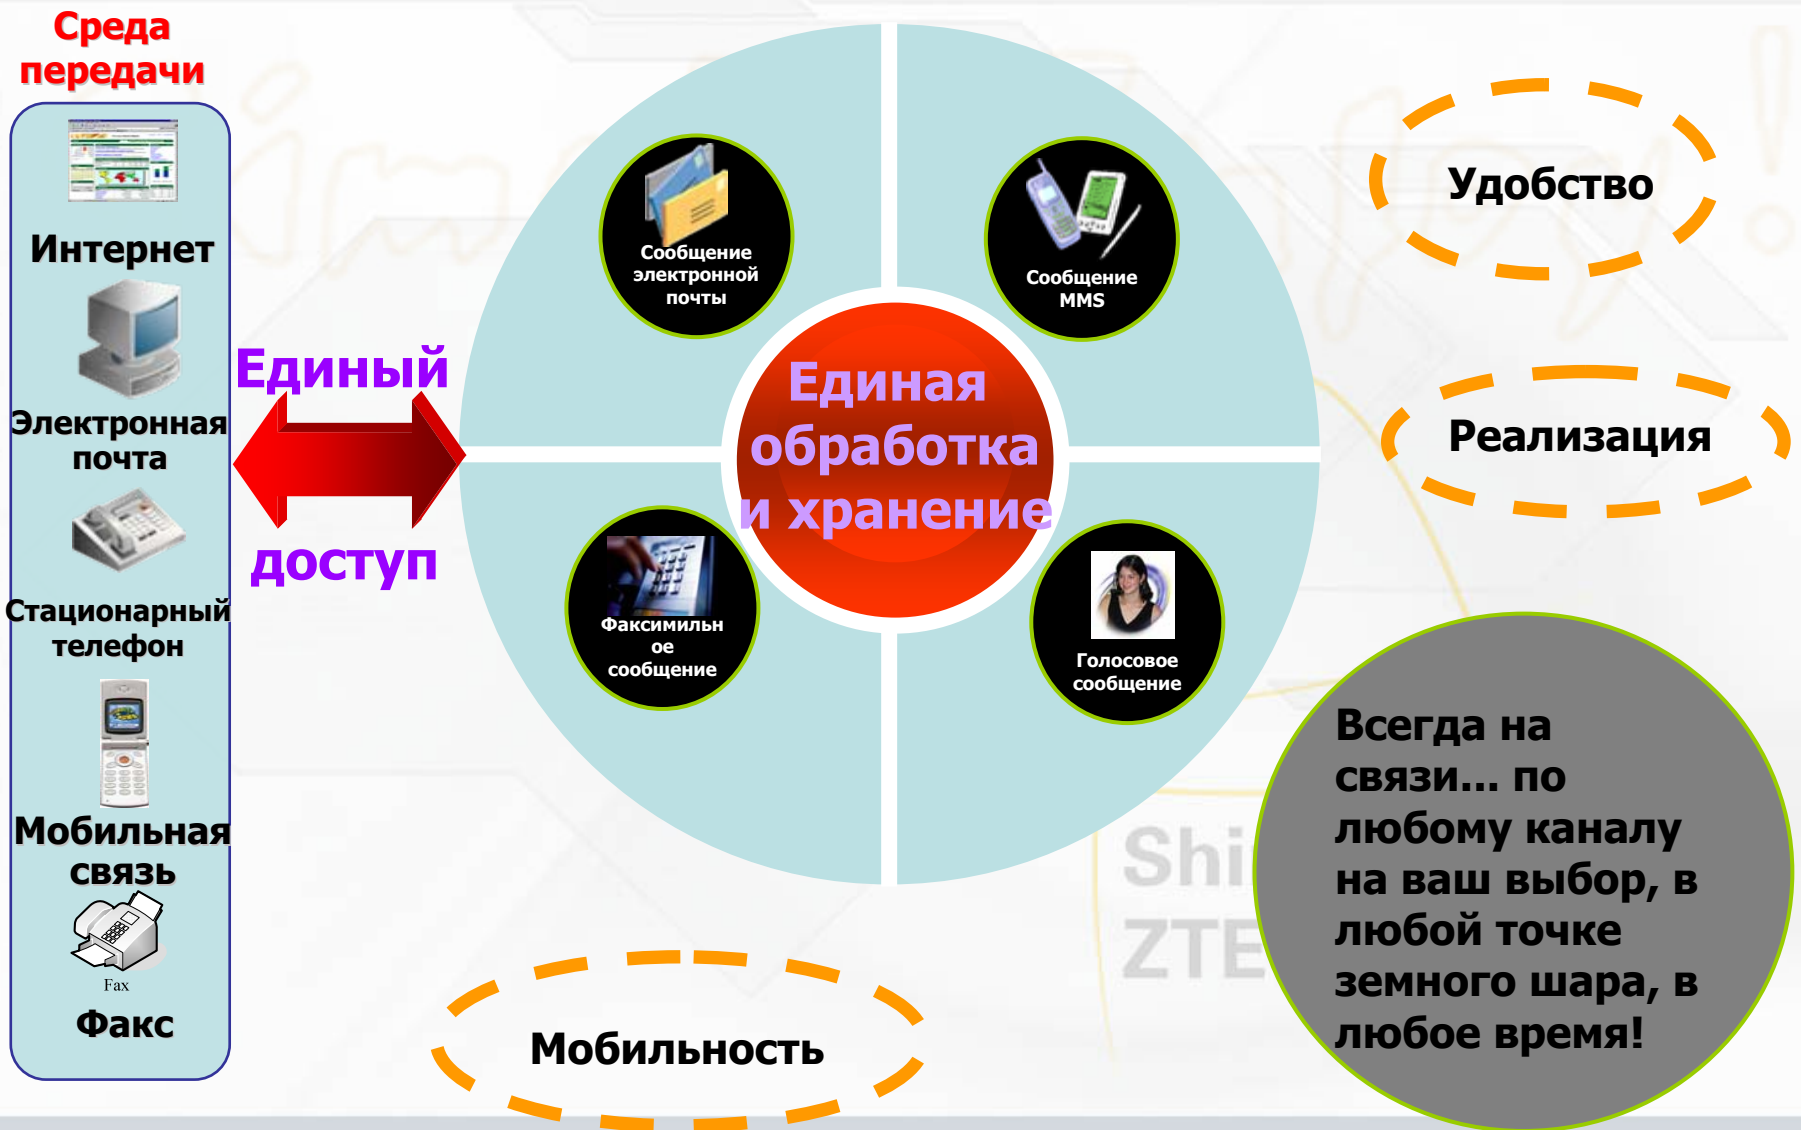 Среда
передачи
Интернет
Электронная
почта
Стационарный
телефон
Мобильная
связь
Fax
Факс
Единый
доступ
Сообщение
электронной
почты
Сообщение
MMS
Единая
обработка
и хранение
Факсимильн
ое
сообщение
Голосовое
сообщение
Удобство
Реализация
Мобильность
Всегда на
связи... по
любому каналу
на ваш выбор, в
любой точке
земного шара, в
любое время!
Shi
ZTE